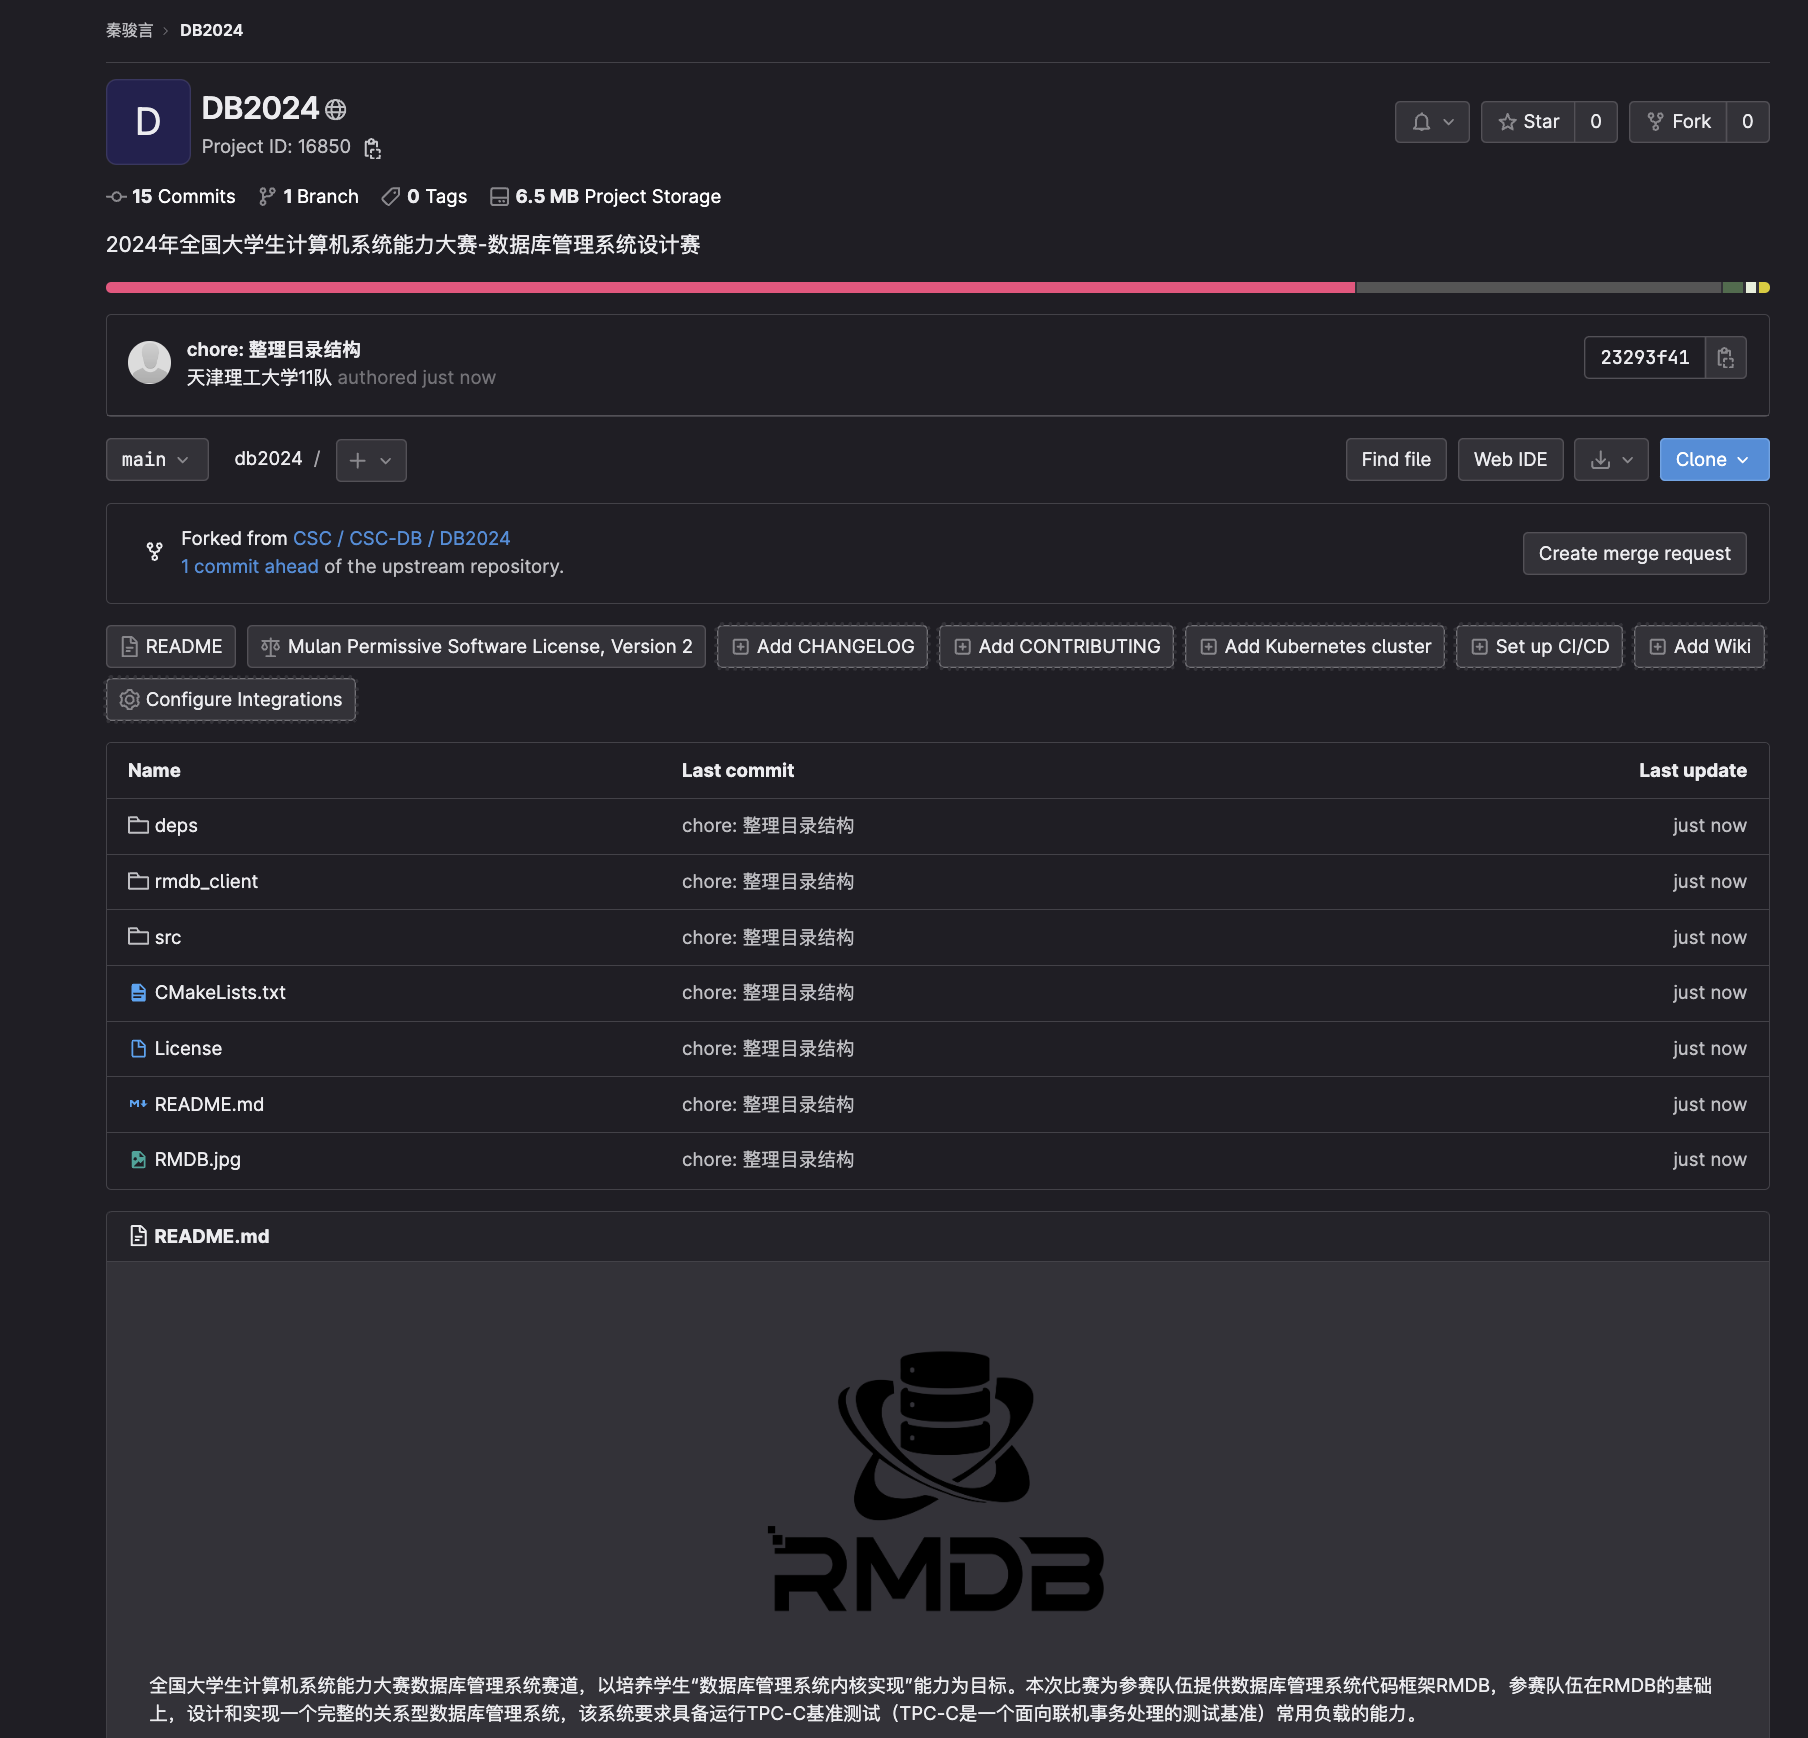 秦骏言 › DB2024
D
DB2024
Project ID: 16850
Star 0 Fork 0
15 Commits 1 Branch 0 Tags 6.5 MB Project Storage
2024年全国大学生计算机系统能力大赛-数据库管理系统设计赛
chore: 整理目录结构
天津理工大学11队 authored just now
23293f41
main db2024 / +
Find file Web IDE Clone
Forked from CSC / CSC-DB / DB2024
1 commit ahead of the upstream repository.
Create merge request
README Mulan Permissive Software License, Version 2 Add CHANGELOG Add CONTRIBUTING Add Kubernetes cluster Set up CI/CD Add Wiki
Configure Integrations
Name Last commit Last update
deps chore: 整理目录结构 just now
rmdb_client chore: 整理目录结构 just now
src chore: 整理目录结构 just now
CMakeLists.txt chore: 整理目录结构 just now
License chore: 整理目录结构 just now
README.md chore: 整理目录结构 just now
RMDB.jpg chore: 整理目录结构 just now
README.md
RMDB
全国大学生计算机系统能力大赛数据库管理系统赛道，以培养学生“数据库管理系统内核实现”能力为目标。本次比赛为参赛队伍提供数据库管理系统代码框架RMDB，参赛队伍在RMDB的基础
上，设计和实现一个完整的关系型数据库管理系统，该系统要求具备运行TPC-C基准测试（TPC-C是一个面向联机事务处理的测试基准）常用负载的能力。